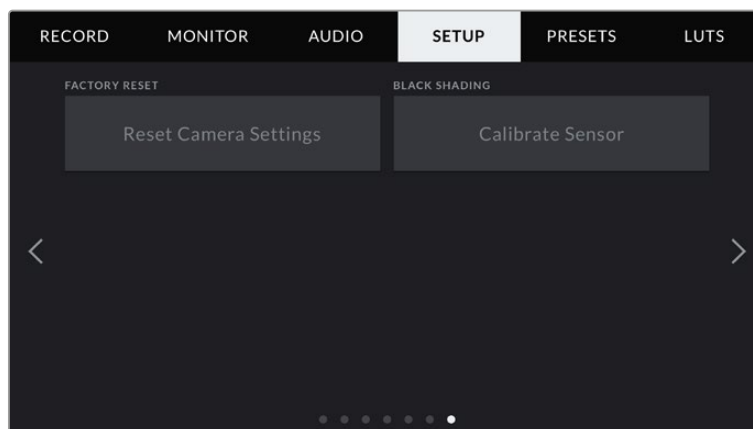 RECORD MONITOR AUDIO SETUP PRESETS LUTS
FACTORY RESET BLACK SHADING
Reset Camera Settings Calibrate Sensor